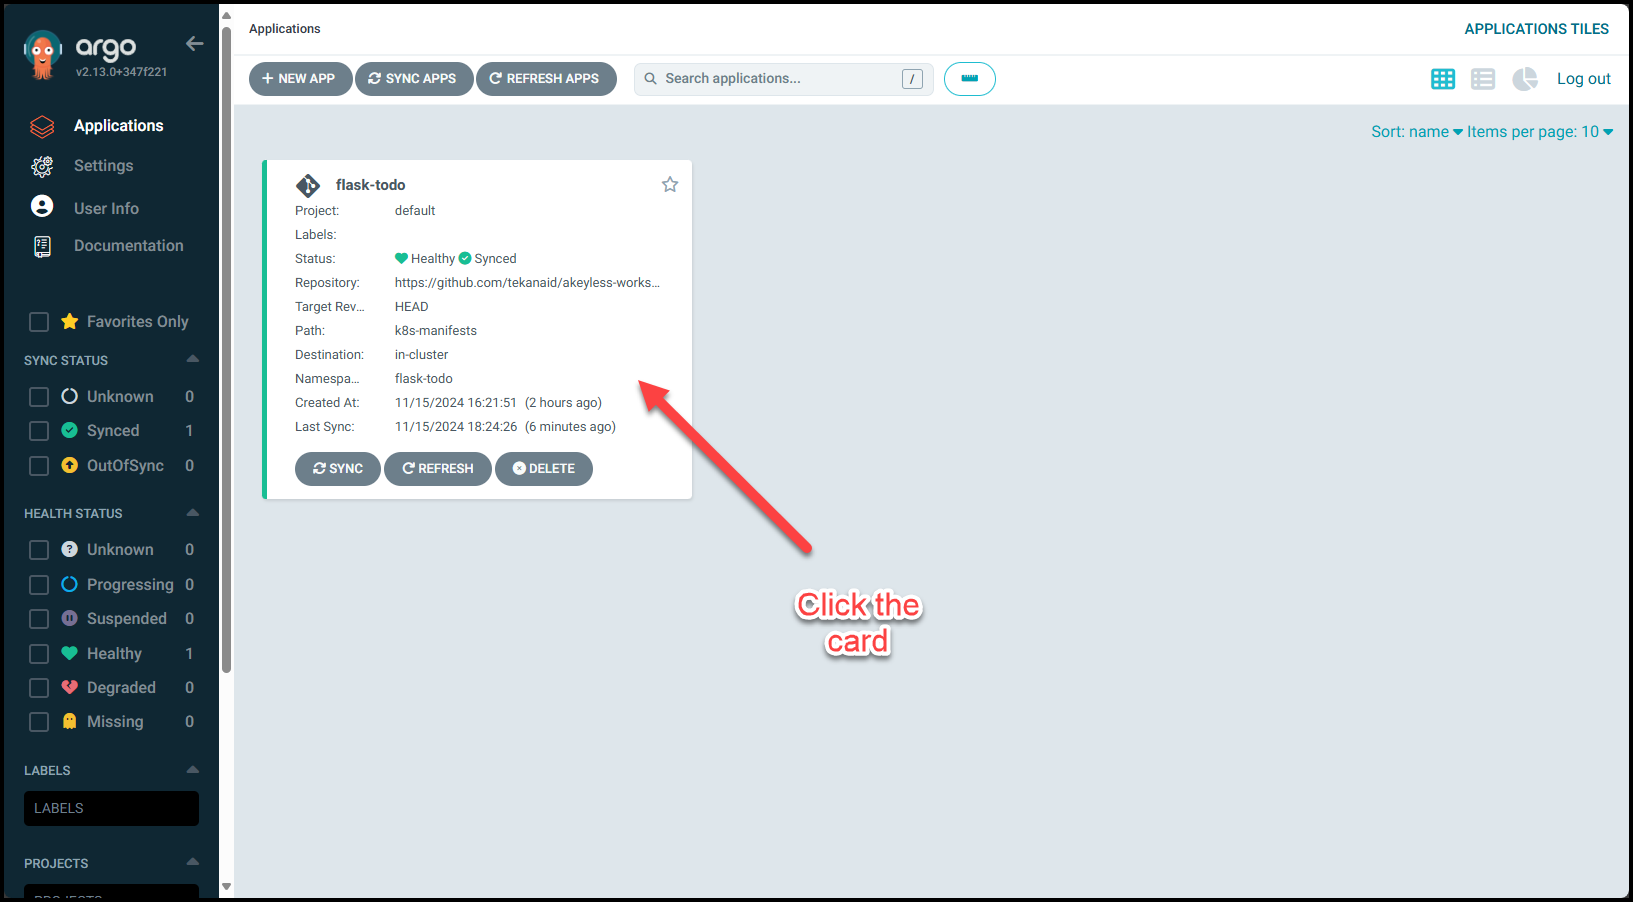 argo
v2.13.0+347f221
Applications
Settings
User Info
Documentation
Favorites Only
SYNC STATUS
Unknown 0
Synced 1
OutOfSync 0
HEALTH STATUS
Unknown 0
Progressing 0
Suspended 0
Healthy 1
Degraded 0
Missing 0
LABELS
LABELS
PROJECTS
PROJECTS
Applications
APPLICATIONS TILES
NEW APP
SYNC APPS
REFRESH APPS
Search applications...
/
Log out
Sort: name
Items per page: 10
flask-todo
Project: default
Labels:
Status: Healthy Synced
Repository: https://github.com/tekanaid/akeyless-works...
Target Rev... HEAD
Path: k8s-manifests
Destination: in-cluster
Namespa... flask-todo
Created At: 11/15/2024 16:21:51 (2 hours ago)
Last Sync: 11/15/2024 18:24:26 (6 minutes ago)
SYNC
REFRESH
DELETE
Click the
card